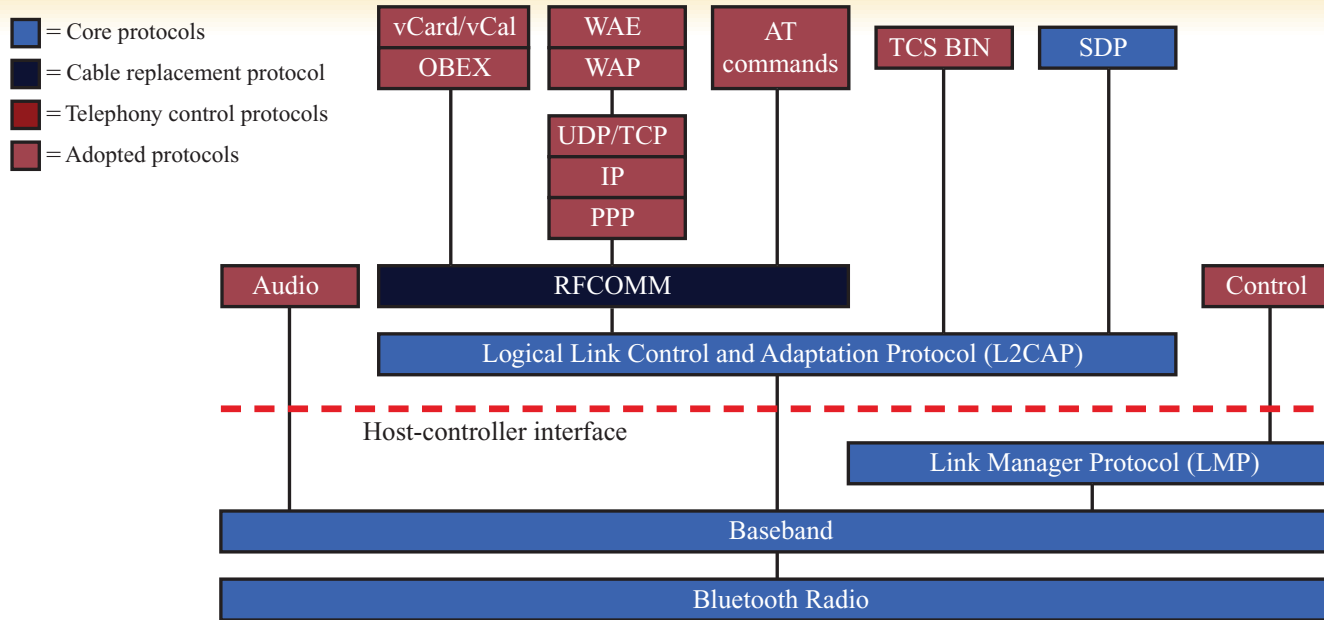 = Core protocols
= Cable replacement protocol
= Telephony control protocols
= Adopted protocols
vCard/vCal
OBEX
WAE
WAP
UDP/TCP
IP
PPP
AT
commands
TCS BIN
SDP
Audio
RFCOMM
Control
Logical Link Control and Adaptation Protocol (L2CAP)
Host-controller interface
Link Manager Protocol (LMP)
Baseband
Bluetooth Radio